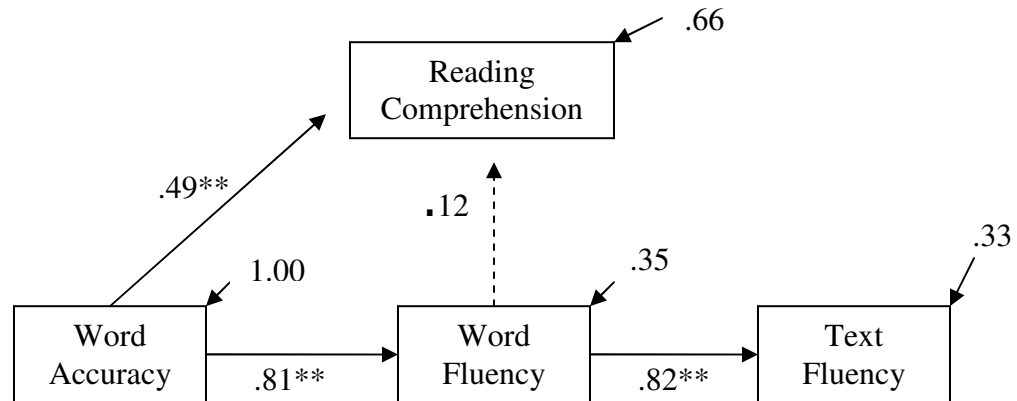 .66
Reading
Comprehension
.49**
.12
1.00
.35
.33
Word
Accuracy
.81**
Word
Fluency
.82**
Text
Fluency